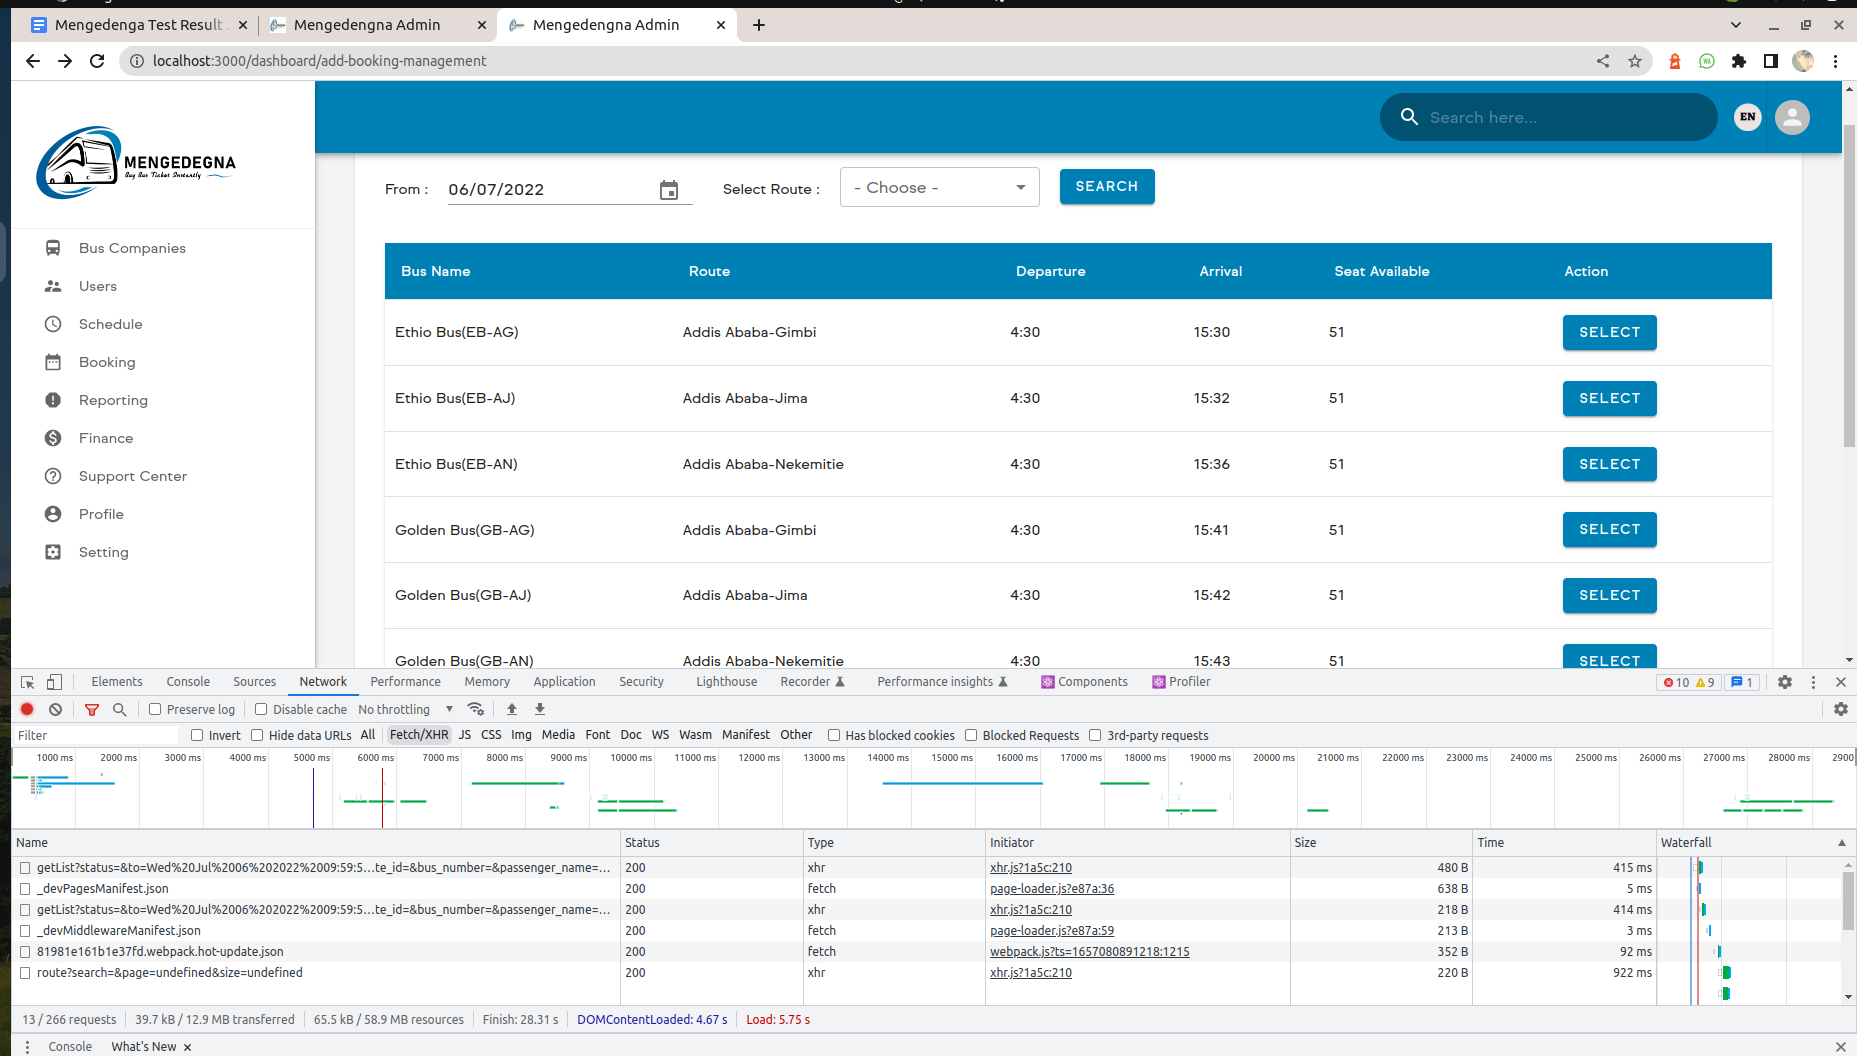 Mengedenga Test Result
Mengedengna Admin
Mengedengna Admin
localhost:3000/dashboard/add-booking-management
MENGEDEGNA
Buy Bus Ticket Instantly
Search here...
EN
From :
06/07/2022
Select Route :
- Choose -
SEARCH
Bus Companies
Users
Schedule
Booking
Reporting
Finance
Support Center
Profile
Setting
Bus Name Route Departure Arrival Seat Available Action
Ethio Bus(EB-AG) Addis Ababa-Gimbi 4:30 15:30 51 SELECT
Ethio Bus(EB-AJ) Addis Ababa-Jima 4:30 15:32 51 SELECT
Ethio Bus(EB-AN) Addis Ababa-Nekemitie 4:30 15:36 51 SELECT
Golden Bus(GB-AG) Addis Ababa-Gimbi 4:30 15:41 51 SELECT
Golden Bus(GB-AJ) Addis Ababa-Jima 4:30 15:42 51 SELECT
Golden Bus(GB-AN) Addis Ababa-Nekemitie 4:30 15:43 51 SELECT
Elements Console Sources Network Performance Memory Application Security Lighthouse Recorder Performance insights Components Profiler 10 9 1
Preserve log Disable cache No throttling
Filter Invert Hide data URLs All Fetch/XHR JS CSS Img Media Font Doc WS Wasm Manifest Other Has blocked cookies Blocked Requests 3rd-party requests
1000 ms 2000 ms 3000 ms 4000 ms 5000 ms 6000 ms 7000 ms 8000 ms 9000 ms 10000 ms 11000 ms 12000 ms 13000 ms 14000 ms 15000 ms 16000 ms 17000 ms 18000 ms 19000 ms 20000 ms 21000 ms 22000 ms 23000 ms 24000 ms 25000 ms 26000 ms 27000 ms 28000 ms 2900
Name Status Type Initiator Size Time Waterfall
getList?status=&to=Wed%20Jul%2006%202022%2009:59:5…te_id=&bus_number=&passenger_name=… 200 xhr xhr.js?1a5c:210 480 B 415 ms
_devPagesManifest.json 200 fetch page-loader.js?e87a:36 638 B 5 ms
getList?status=&to=Wed%20Jul%2006%202022%2009:59:5…te_id=&bus_number=&passenger_name=… 200 xhr xhr.js?1a5c:210 218 B 414 ms
_devMiddlewareManifest.json 200 fetch page-loader.js?e87a:59 213 B 3 ms
81981e161b1e37fd.webpack.hot-update.json 200 fetch webpack.js?ts=1657080891218:1215 352 B 92 ms
route?search=&page=undefined&size=undefined 200 xhr xhr.js?1a5c:210 220 B 922 ms
13 / 266 requests 39.7 kB / 12.9 MB transferred 65.5 kB / 58.9 MB resources Finish: 28.31 s DOMContentLoaded: 4.67 s Load: 5.75 s
Console What's New